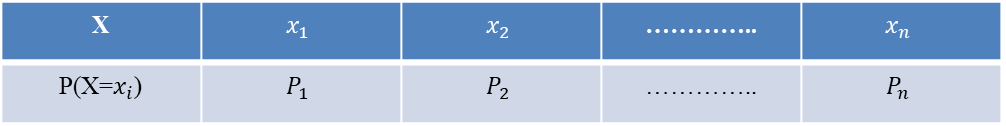 X x₁ x₂ .............. xₙ
P(X=xᵢ) P₁ P₂ .............. Pₙ